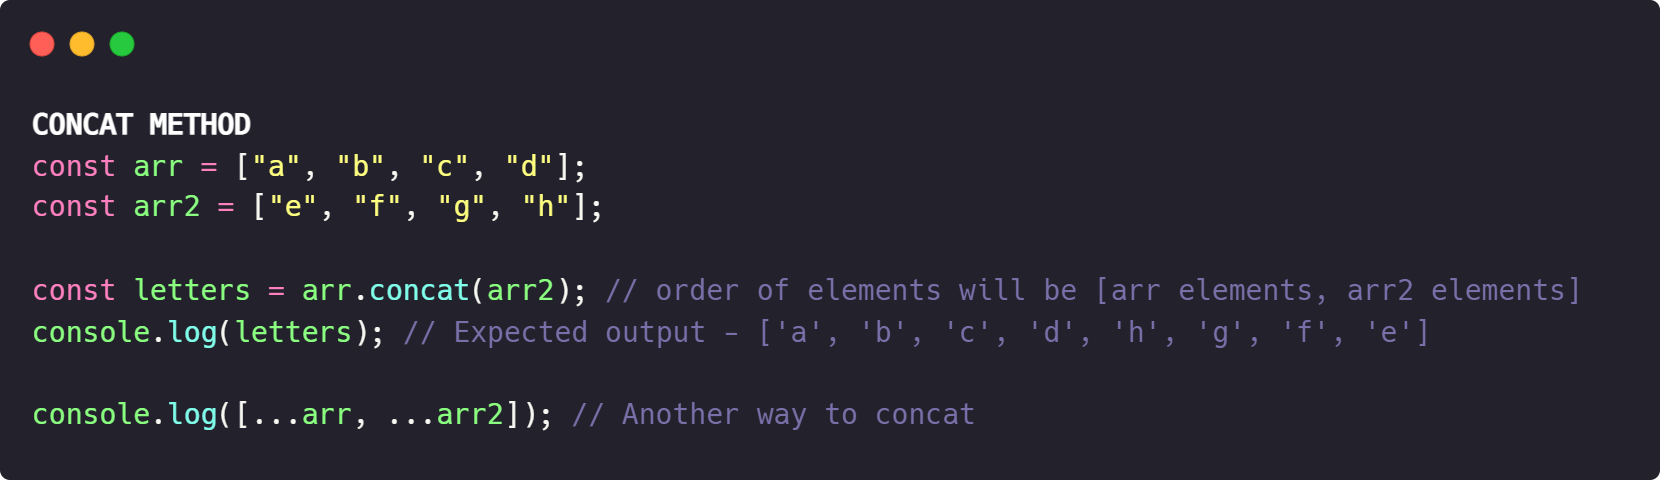 CONCAT METHOD
const arr = ["a", "b", "c", "d"];
const arr2 = ["e", "f", "g", "h"];
const letters = arr.concat(arr2); // order of elements will be [arr elements, arr2 elements]
console.log(letters); // Expected output - ['a', 'b', 'c', 'd', 'h', 'g', 'f', 'e']
console.log([...arr, ...arr2]); // Another way to concat